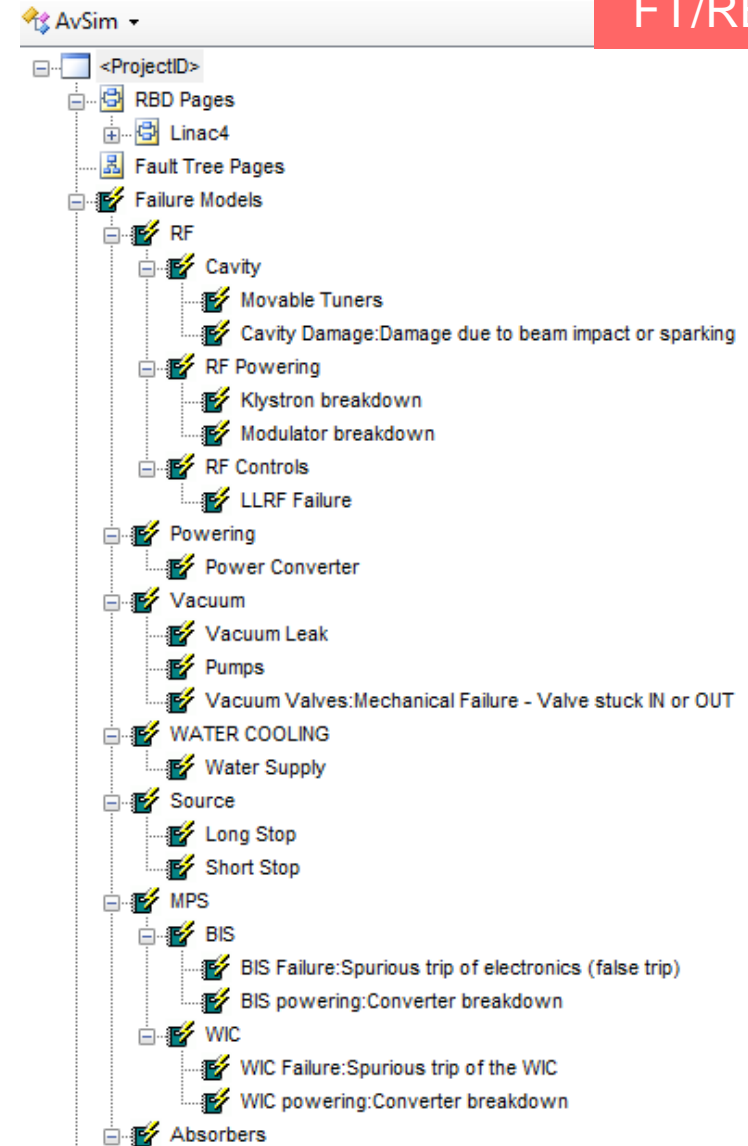 FT/RE
AvSim
<ProjectID>
RBD Pages
Linac4
Fault Tree Pages
Failure Models
RF
Cavity
Movable Tuners
Cavity Damage:Damage due to beam impact or sparking
RF Powering
Klystron breakdown
Modulator breakdown
RF Controls
LLRF Failure
Powering
Power Converter
Vacuum
Vacuum Leak
Pumps
Vacuum Valves:Mechanical Failure - Valve stuck IN or OUT
WATER COOLING
Water Supply
Source
Long Stop
Short Stop
MPS
BIS
BIS Failure:Spurious trip of electronics (false trip)
BIS powering:Converter breakdown
WIC
WIC Failure:Spurious trip of the WIC
WIC powering:Converter breakdown
Absorbers